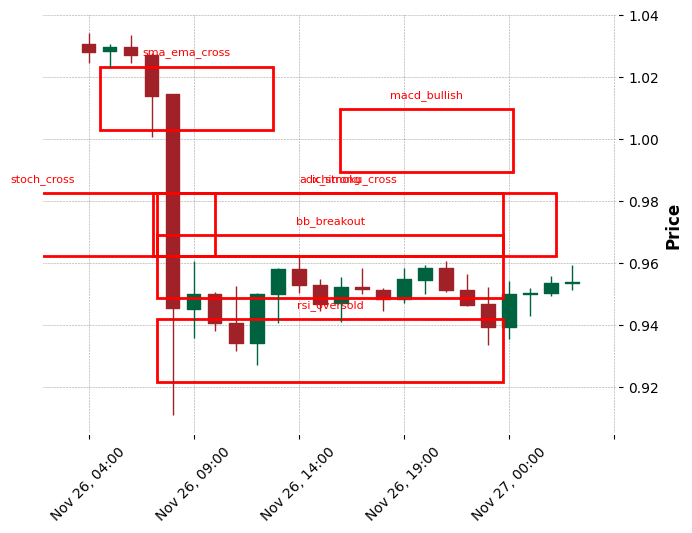 1.04
sma_ema_cross
1.02
macd_bullish
1.00
stoch_cross
ichimoku_cross
0.98
bb_breakout
Price
0.96
rsi_oversold
0.94
0.92
Nov 26, 04:00
Nov 26, 09:00
Nov 26, 14:00
Nov 26, 19:00
Nov 27, 00:00